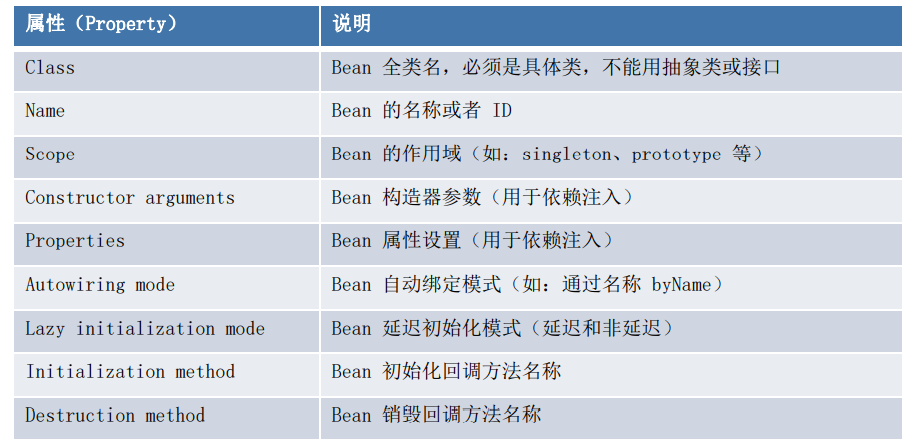 属性（Property） 说明
Class Bean 全类名，必须是具体类，不能用抽象类或接口
Name Bean 的名称或者 ID
Scope Bean 的作用域（如：singleton、prototype 等）
Constructor arguments Bean 构造器参数（用于依赖注入）
Properties Bean 属性设置（用于依赖注入）
Autowiring mode Bean 自动绑定模式（如：通过名称 byName）
Lazy initialization mode Bean 延迟初始化模式（延迟和非延迟）
Initialization method Bean 初始化回调方法名称
Destruction method Bean 销毁回调方法名称